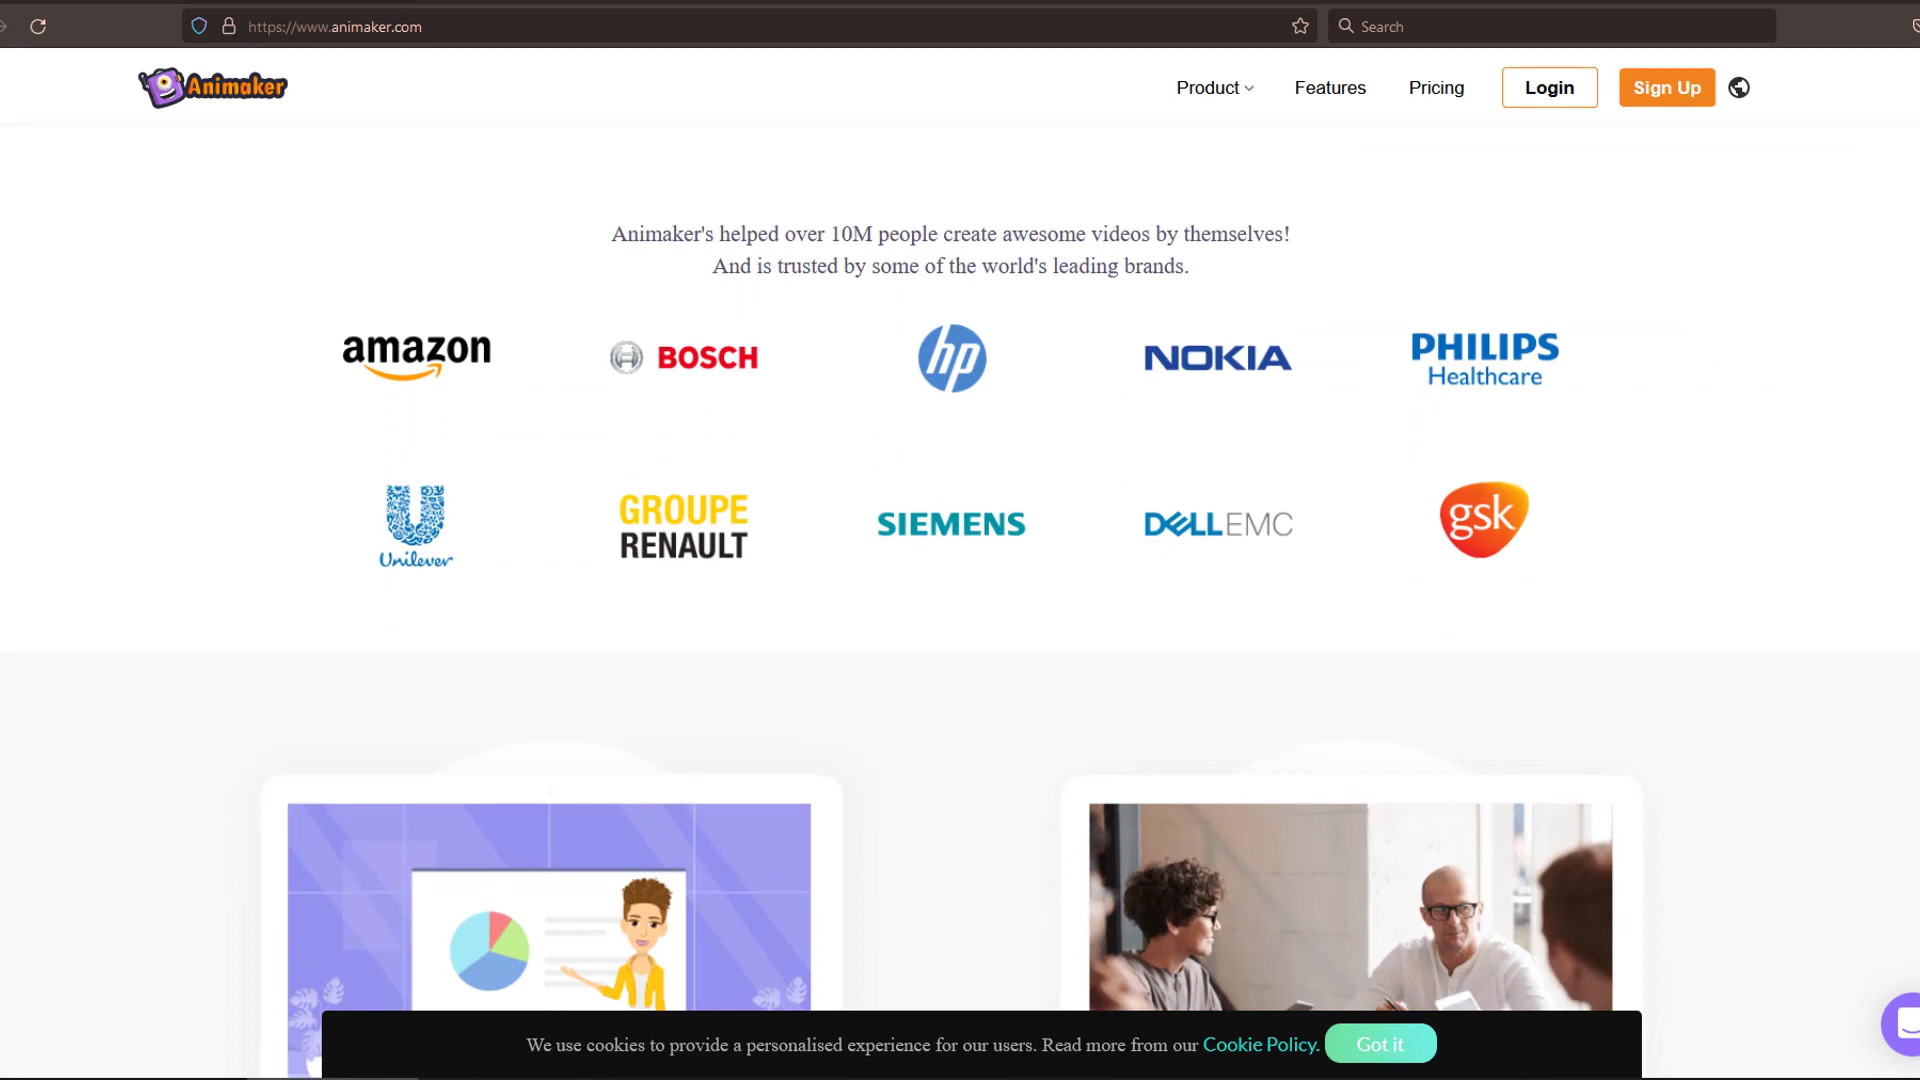 https://www.animaker.com
Search
Animaker
Product
Features
Pricing
Login
Sign Up
Animaker's helped over 10M people create awesome videos by themselves!
And is trusted by some of the world's leading brands.
amazon
BOSCH
hp
NOKIA
PHILIPS
Healthcare
Unilever
GROUPE
RENAULT
SIEMENS
DELLEMC
gsk
We use cookies to provide a personalised experience for our users. Read more from our Cookie Policy.
Got it